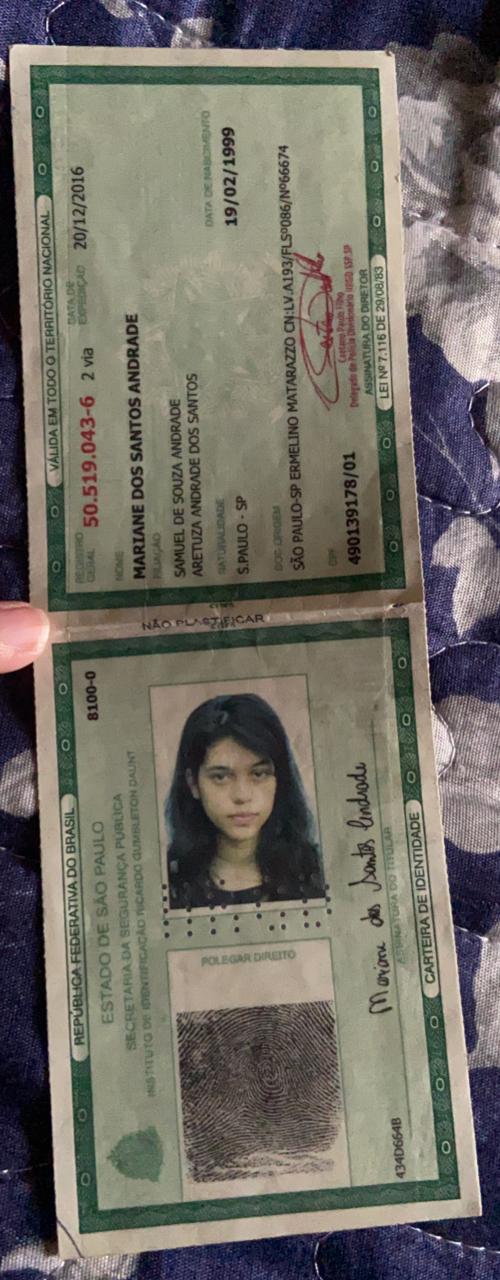 VÁLIDA EM TODO O TERRITÓRIO NACIONAL
REGISTRO GERAL 50.519.043-6 2 via DATA DE EXPEDIÇÃO 20/12/2016
NOME
MARIANE DOS SANTOS ANDRADE
FILIAÇÃO
SAMUEL DE SOUZA ANDRADE
ARETUZA ANDRADE DOS SANTOS
NATURALIDADE DATA DE NASCIMENTO
S.PAULO - SP 19/02/1999
DOC ORIGEM
SÃO PAULO-SP ERMELINO MATARAZZO CN:LV.A193/FLSº086/Nº66674
CPF
490139178/01
Delegado de Polícia Divisionário IIRGD SSP SP
ASSINATURA DO DIRETOR
LEI Nº 7.116 DE 29/08/83
NÃO PLASTIFICAR
REPÚBLICA FEDERATIVA DO BRASIL
8100-0
ESTADO DE SÃO PAULO
SECRETARIA DA SEGURANÇA PÚBLICA
INSTITUTO DE IDENTIFICAÇÃO RICARDO GUMBLETON DAUNT
POLEGAR DIREITO
Mariane dos Santos Andrade
434D664B
ASSINATURA DO TITULAR
CARTEIRA DE IDENTIDADE